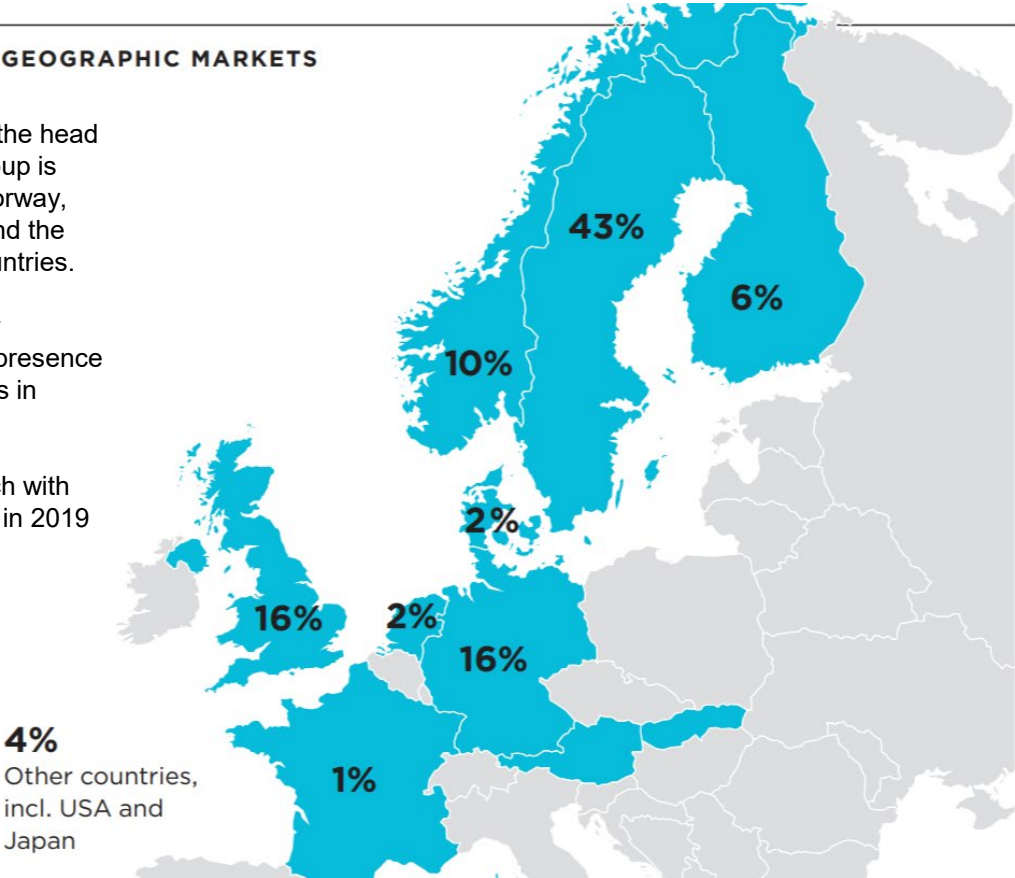 GEOGRAPHIC MARKETS
the head
up is
orway,
nd the
untries.
presence
s in
h with
in 2019
43%
6%
10%
2%
16%
2%
16%
1%
4%
Other countries,
incl. USA and
Japan